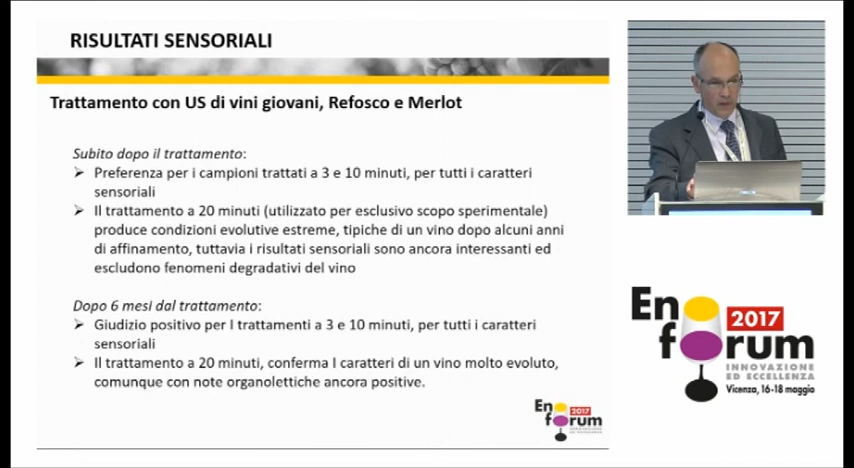 RISULTATI SENSORIALI
Trattamento con US di vini giovani, Refosco e Merlot
Subito dopo il trattamento:
Preferenza per i campioni trattati a 3 e 10 minuti, per tutti i caratteri
sensoriali
Il trattamento a 20 minuti (utilizzato per esclusivo scopo sperimentale)
produce condizioni evolutive estreme, tipiche di un vino dopo alcuni anni
di affinamento, tuttavia i risultati sensoriali sono ancora interessanti ed
escludono fenomeni degradativi del vino
Dopo 6 mesi dal trattamento:
Giudizio positivo per I trattamenti a 3 e 10 minuti, per tutti i caratteri
sensoriali
Il trattamento a 20 minuti, conferma I caratteri di un vino molto evoluto,
comunque con note organolettiche ancora positive.
En
2017
forum
En
2017
forum
INNOVAZIONE
ED ECCELLENZA
Vicenza, 16-18 maggio